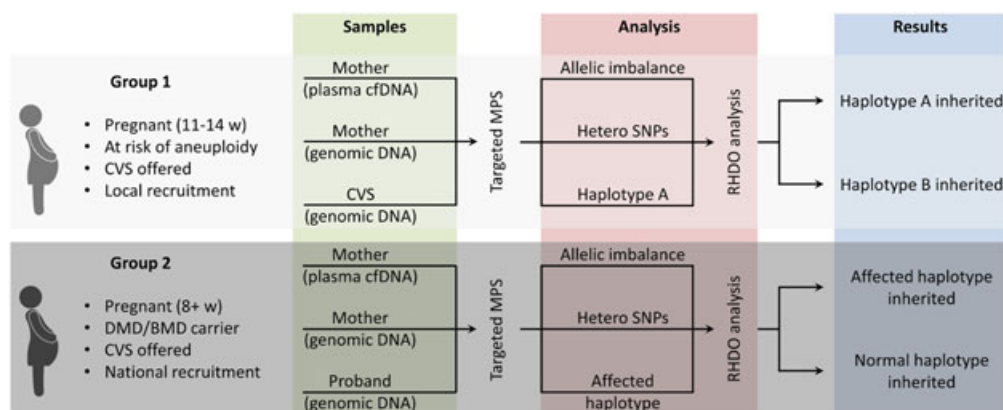 Samples
Analysis
Results
Group 1
• Pregnant (11-14 w)
• At risk of aneuploidy
• CVS offered
• Local recruitment
Mother
(plasma cfDNA)
Mother
(genomic DNA)
CVS
(genomic DNA)
Targeted MPS
Allelic imbalance
Hetero SNPs
Haplotype A
RHDO analysis
Haplotype A inherited
Haplotype B inherited
Group 2
• Pregnant (8+ w)
• DMD/BMD carrier
• CVS offered
• National recruitment
Mother
(plasma cfDNA)
Mother
(genomic DNA)
Proband
(genomic DNA)
Targeted MPS
Allelic imbalance
Hetero SNPs
Affected
haplotype
RHDO analysis
Affected haplotype
inherited
Normal haplotype
inherited